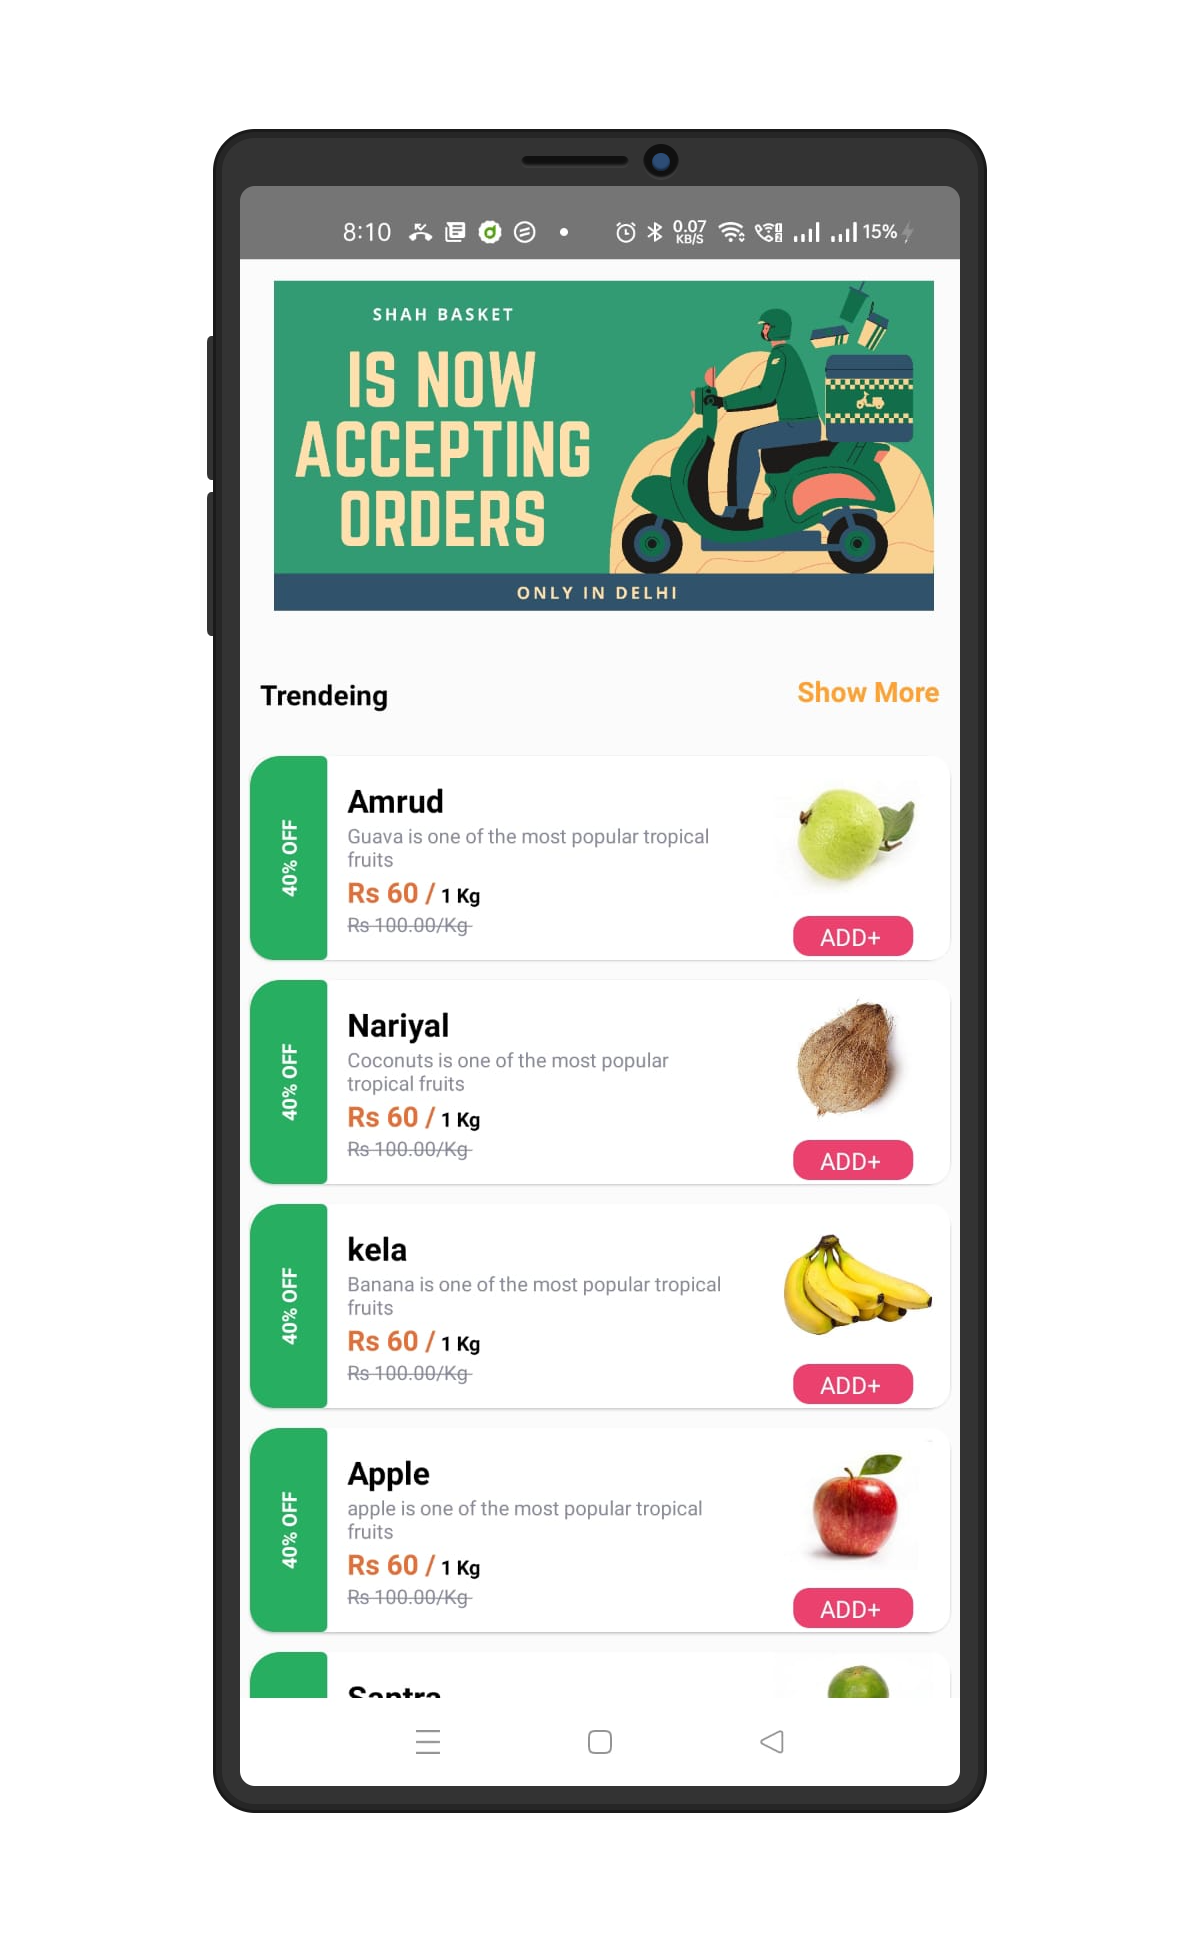 8:10
0.07
KB/S
15%
SHAH BASKET
IS NOW
ACCEPTING
ORDERS
ONLY IN DELHI
Trendeing
Show More
40% OFF
Amrud
Guava is one of the most popular tropical
fruits
Rs 60 / 1 Kg
Rs 100.00/Kg
ADD+
40% OFF
Nariyal
Coconuts is one of the most popular
tropical fruits
Rs 60 / 1 Kg
Rs 100.00/Kg
ADD+
40% OFF
kela
Banana is one of the most popular tropical
fruits
Rs 60 / 1 Kg
Rs 100.00/Kg
ADD+
40% OFF
Apple
apple is one of the most popular tropical
fruits
Rs 60 / 1 Kg
Rs 100.00/Kg
ADD+
Santra